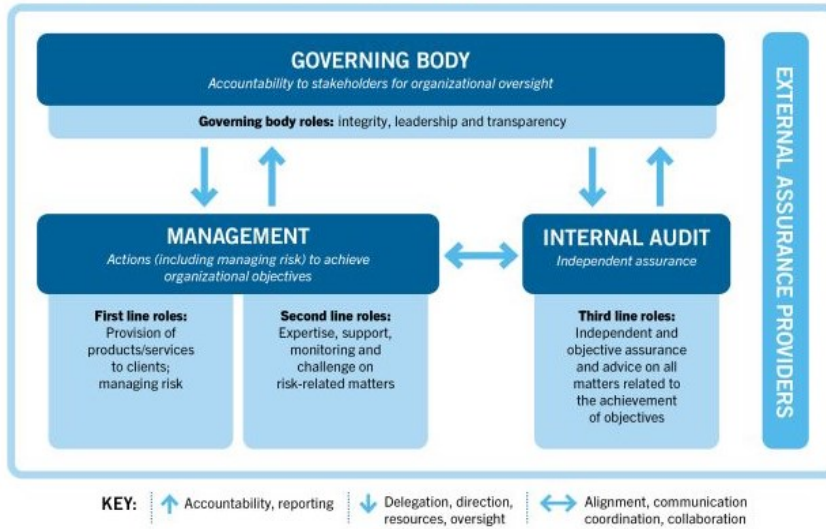 GOVERNING BODY
Accountability to stakeholders for organizational oversight
Governing body roles: integrity, leadership and transparency
MANAGEMENT
Actions (including managing risk) to achieve
organizational objectives
First line roles:
Provision of
products/services
to clients;
managing risk
Second line roles:
Expertise, support,
monitoring and
challenge on
risk-related matters
INTERNAL AUDIT
Independent assurance
Third line roles:
Independent and
objective assurance
and advice on all
matters related to
the achievement
of objectives
EXTERNAL ASSURANCE PROVIDERS
KEY:
Accountability, reporting
Delegation, direction,
resources, oversight
Alignment, communication
coordination, collaboration